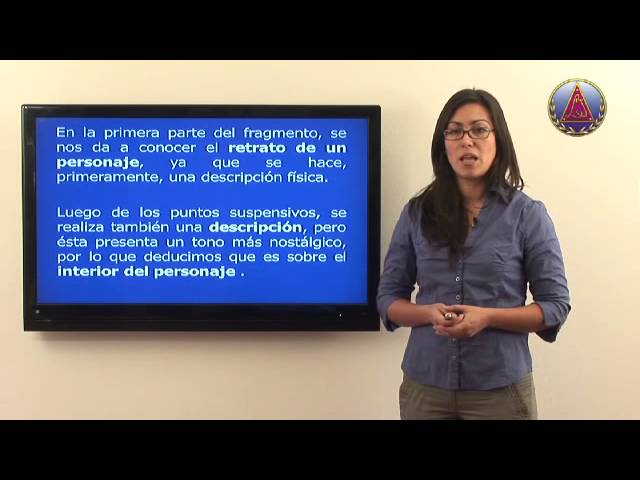 En la primera parte del fragmento, se
nos da a conocer el retrato de un
personaje, ya que se hace,
primeramente, una descripción física.
Luego de los puntos suspensivos, se
realiza también una descripción, pero
ésta presenta un tono más nostálgico,
por lo que deducimos que es sobre el
interior del personaje .